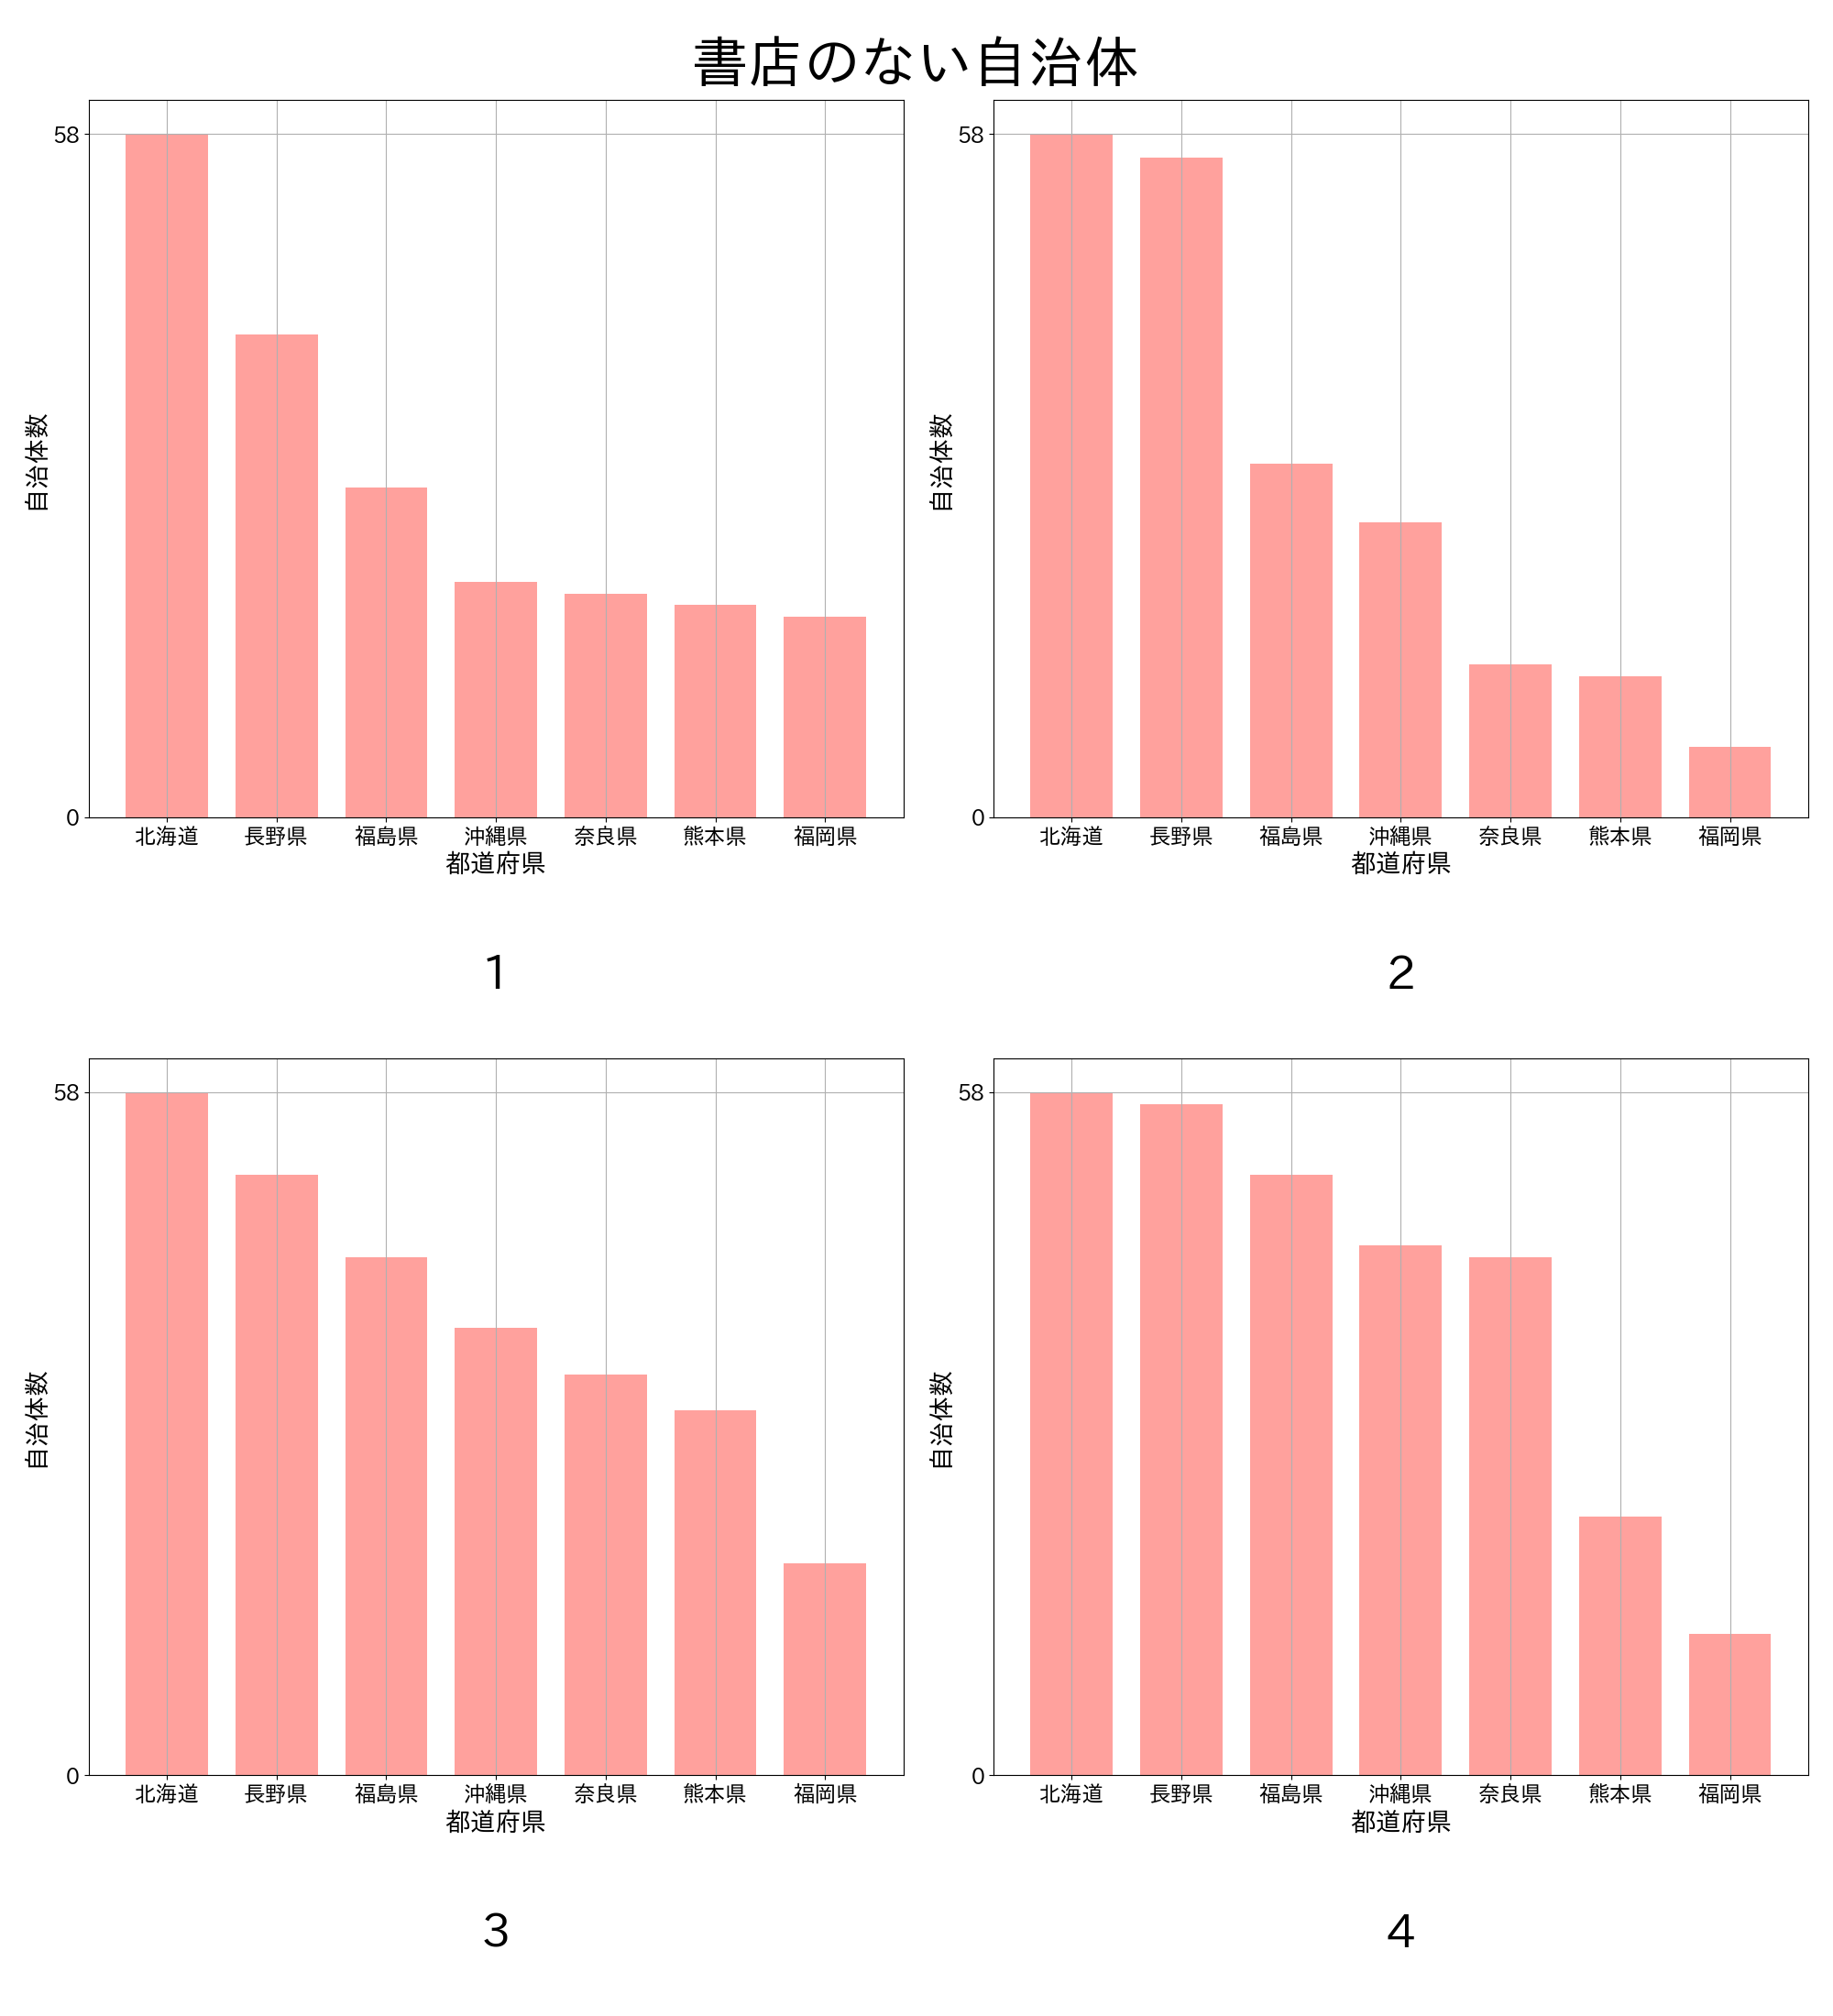 書店のない自治体
58
0
自治体数
北海道 長野県 福島県 沖縄県 奈良県 熊本県 福岡県
都道府県
1
58
0
自治体数
北海道 長野県 福島県 沖縄県 奈良県 熊本県 福岡県
都道府県
2
58
0
自治体数
北海道 長野県 福島県 沖縄県 奈良県 熊本県 福岡県
都道府県
3
58
0
自治体数
北海道 長野県 福島県 沖縄県 奈良県 熊本県 福岡県
都道府県
4